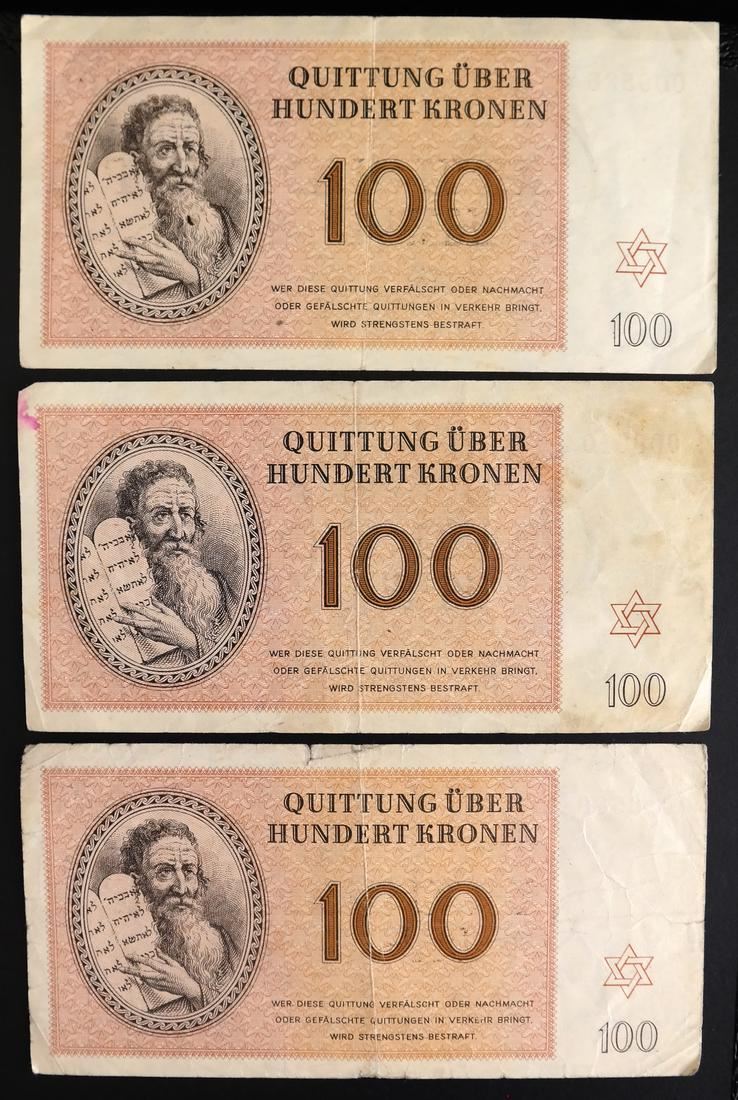 QUITTUNG ÜBER
HUNDERT KRONEN
100
WER DIESE QUITTUNG VERFÄLSCHT ODER NACHMACHT
ODER GEFÄLSCHTE QUITTUNGEN IN VERKEHR BRINGT,
WIRD STRENGSTENS BESTRAFT.
100
QUITTUNG ÜBER
HUNDERT KRONEN
100
WER DIESE QUITTUNG VERFÄLSCHT ODER NACHMACHT
ODER GEFÄLSCHTE QUITTUNGEN IN VERKEHR BRINGT,
WIRD STRENGSTENS BESTRAFT.
100
QUITTUNG ÜBER
HUNDERT KRONEN
100
WER DIESE QUITTUNG VERFÄLSCHT ODER NACHMACHT
ODER GEFÄLSCHTE QUITTUNGEN IN VERKEHR BRINGT,
WIRD STRENGSTENS BESTRAFT.
100